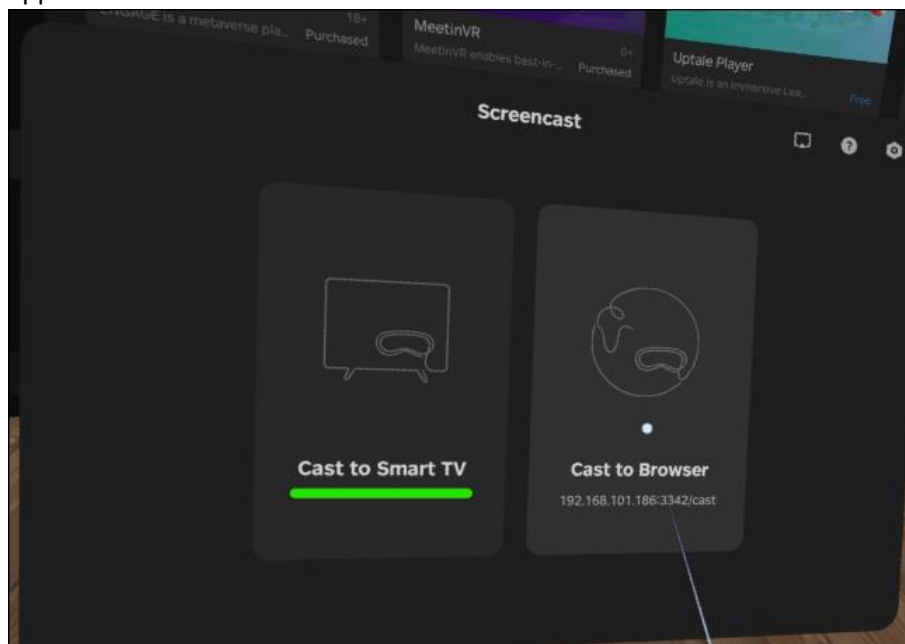 ENGAGE is a metaverse pla...
18+
Purchased
MeetinVR
MeetinVR enables best-in-...
0+
Purchased
Uptale Player
Uptale is an Immersive Lea...
Free
Screencast
Cast to Smart TV
Cast to Browser
192.168.101.186:3342/cast